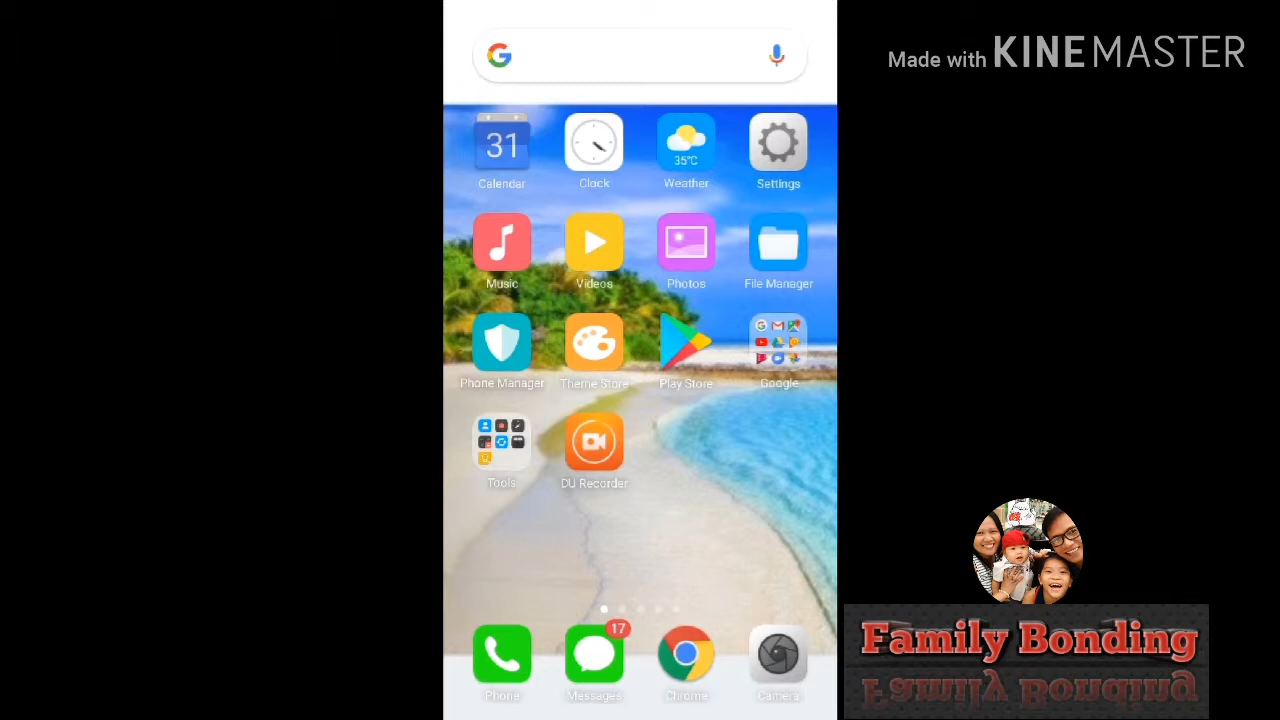 Made with KINEMASTER
31
35°C
Calendar
Clock
Weather
Settings
Music
Videos
Photos
File Manager
Phone Manager
Theme Store
Play Store
Google
Tools
DU Recorder
17
Phone
Messages
Chrome
Camera
Family Bonding